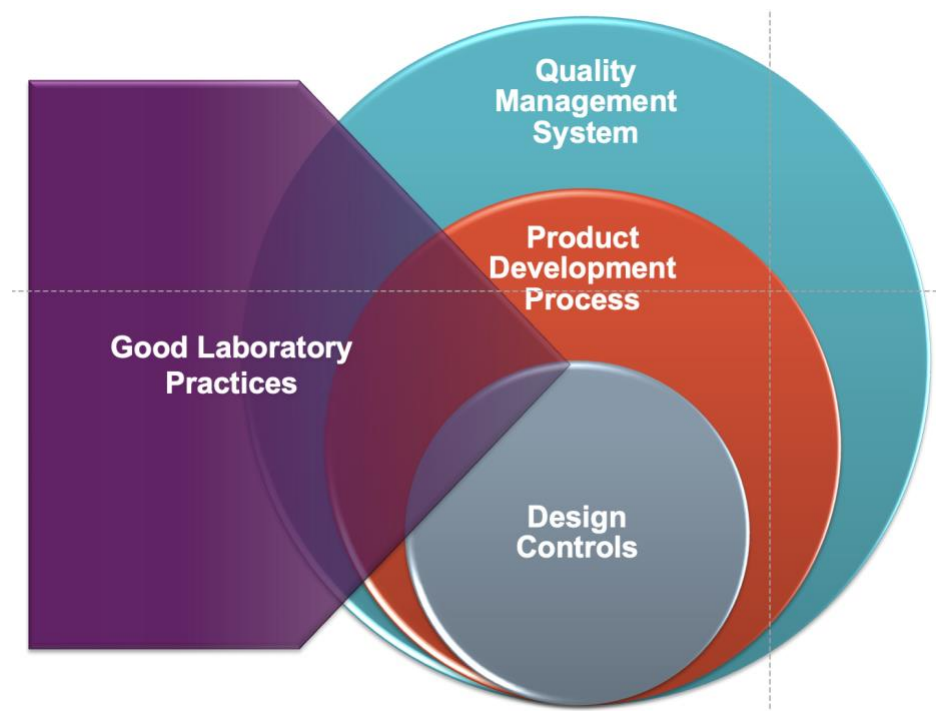 Quality
Management
System
Product
Development
Process
Good Laboratory
Practices
Design
Controls